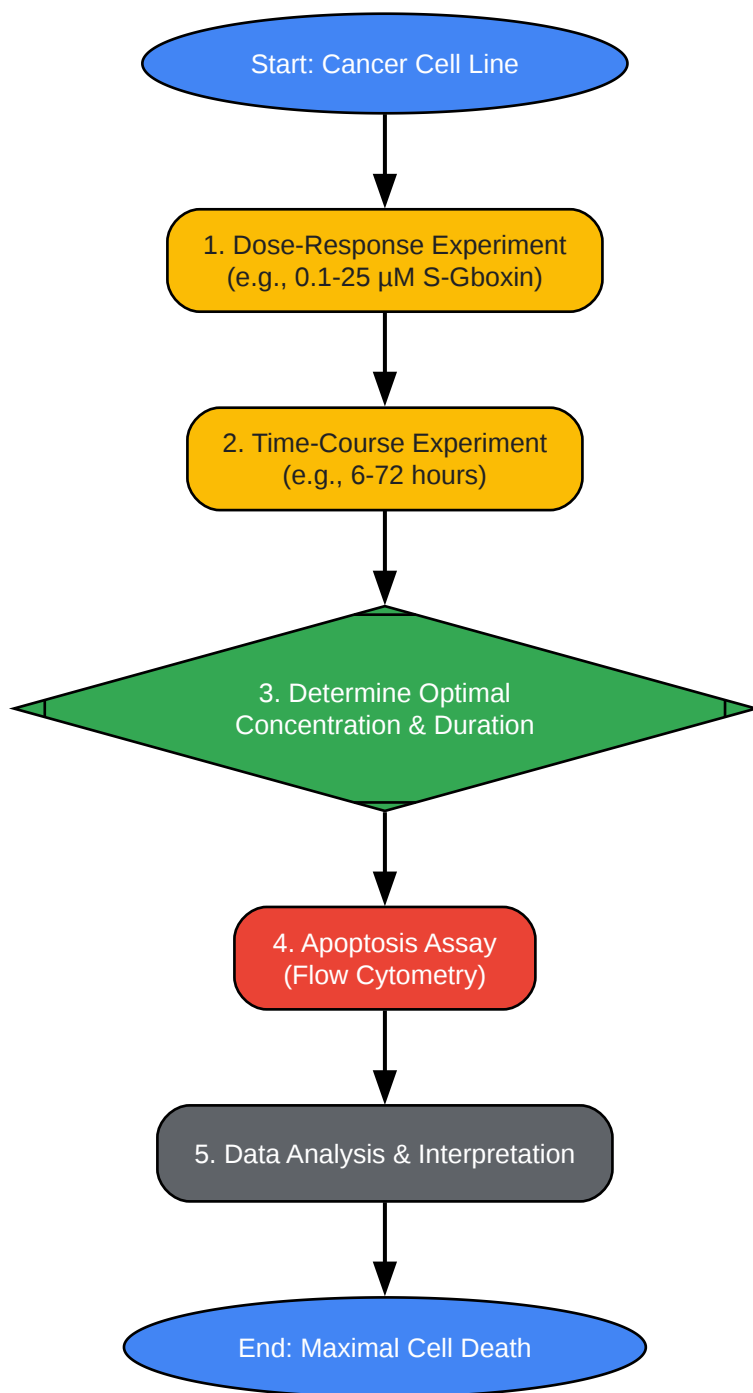 Start: Cancer Cell Line
1. Dose-Response Experiment
(e.g., 0.1-25 µM S-Gboxin)
2. Time-Course Experiment
(e.g., 6-72 hours)
3. Determine Optimal
Concentration & Duration
4. Apoptosis Assay
(Flow Cytometry)
5. Data Analysis & Interpretation
End: Maximal Cell Death